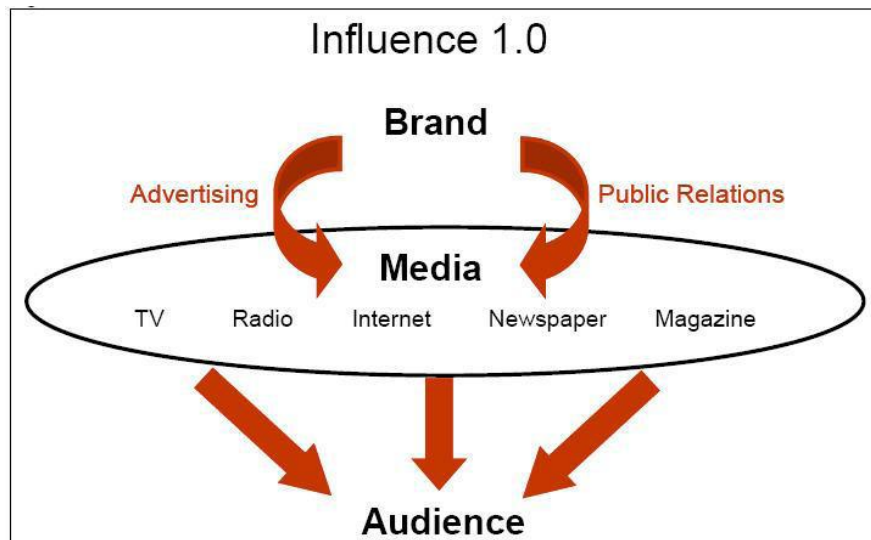 Influence 1.0
Brand
Advertising
Public Relations
Media
TV Radio Internet Newspaper Magazine
Audience